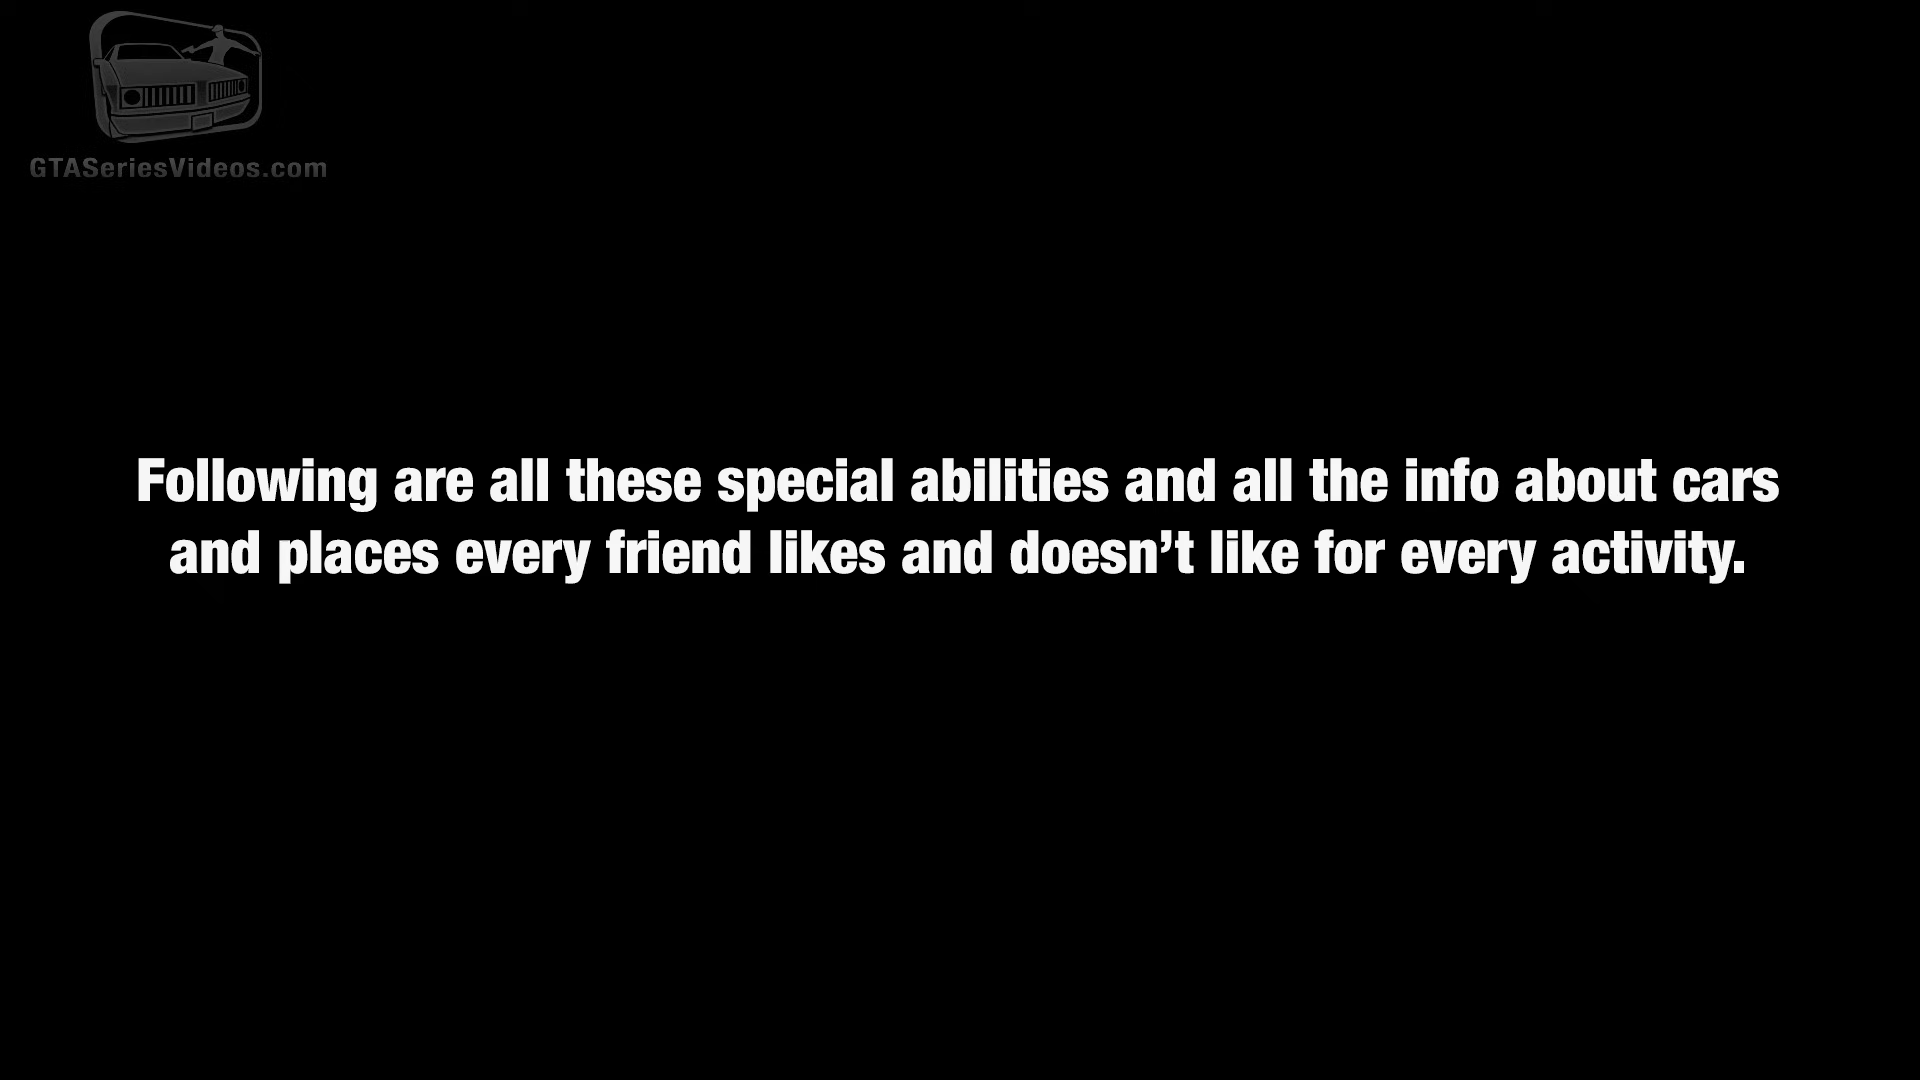 GTASeriesVideos.com
Following are all these special abilities and all the info about cars
and places every friend likes and doesn’t like for every activity.